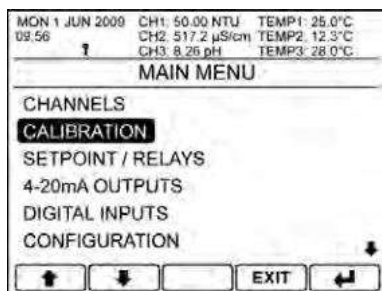 MON 1 JUN 2009 CH1: 50.00 NTU TEMP1: 25.0°C
09:56 CH2: 517.2 µS/cm TEMP2: 12.3°C
CH3: 8.26 pH TEMP3: 28.0°C
MAIN MENU
CHANNELS
CALIBRATION
SETPOINT / RELAYS
4-20mA OUTPUTS
DIGITAL INPUTS
CONFIGURATION
EXIT